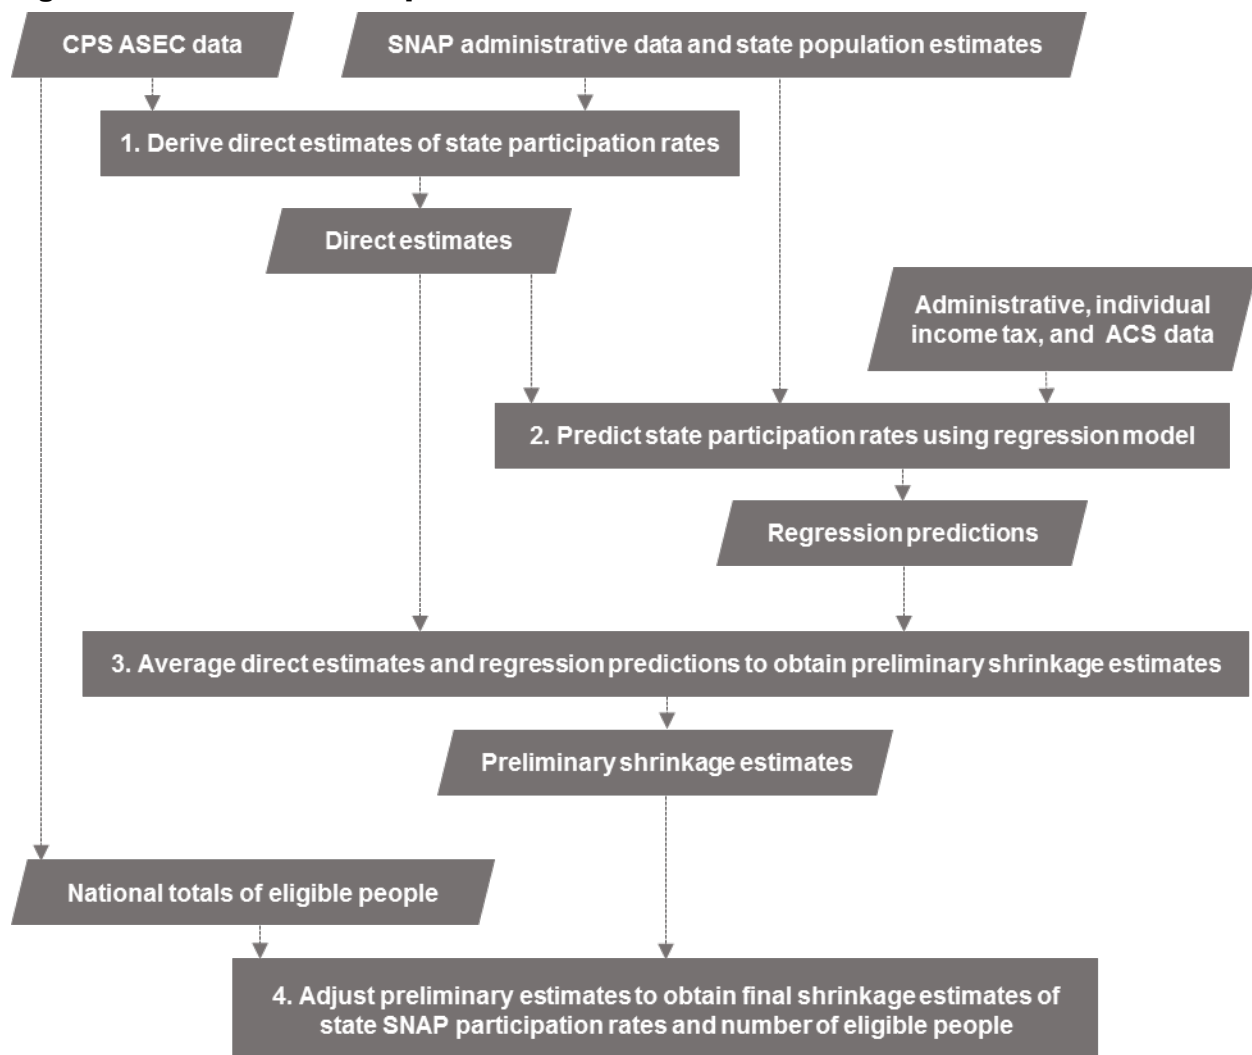 CPS ASEC data
SNAP administrative data and state population estimates
1. Derive direct estimates of state participation rates
Direct estimates
Administrative, individual
income tax, and ACS data
2. Predict state participation rates using regression model
Regression predictions
3. Average direct estimates and regression predictions to obtain preliminary shrinkage estimates
Preliminary shrinkage estimates
National totals of eligible people
4. Adjust preliminary estimates to obtain final shrinkage estimates of
state SNAP participation rates and number of eligible people